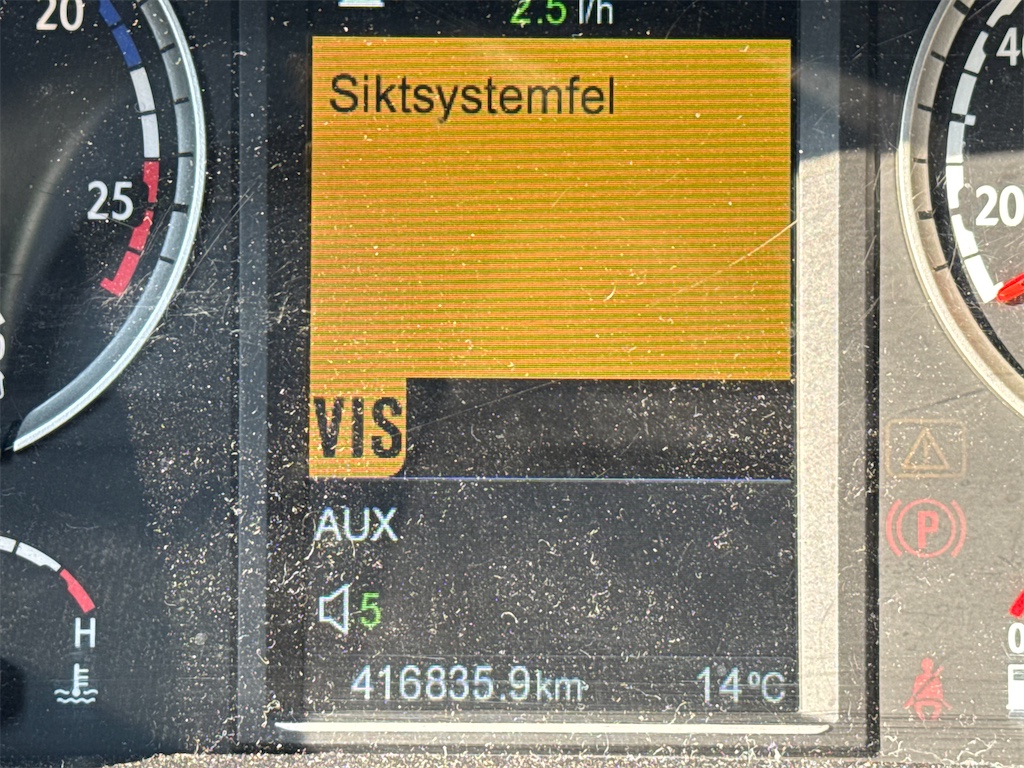 20
2.5 l/h
Siktsystemfel
25
20
VIS
AUX
P
5
H
416835.9km
14°C